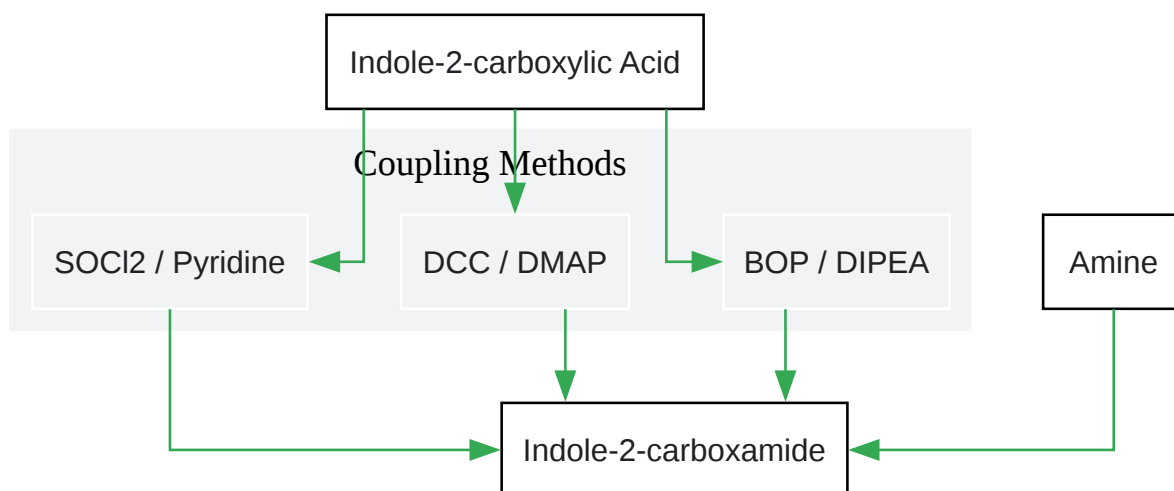 Indole-2-carboxylic Acid
Coupling Methods
SOCl2 / Pyridine
DCC / DMAP
BOP / DIPEA
Amine
Indole-2-carboxamide